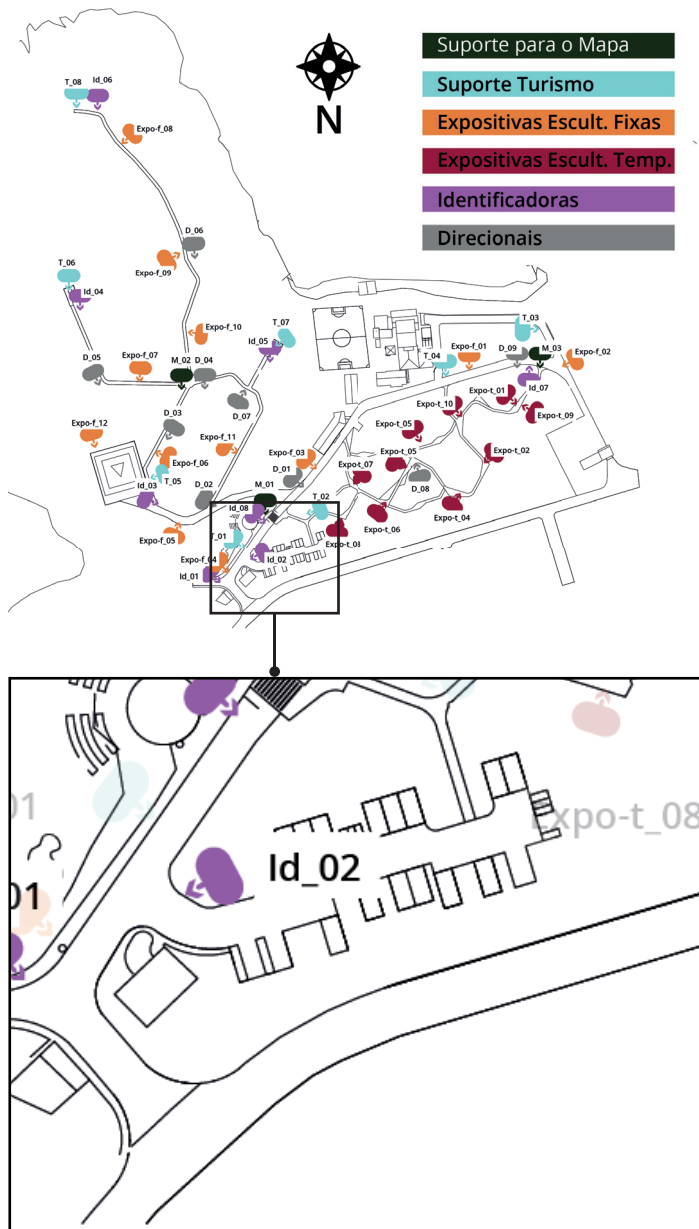 Suporte para o Mapa
Suporte Turismo
Expositivas Escult. Fixas
Expositivas Escult. Temp.
Identificadoras
Direcionais
N
T_08
Id_06
Expo-f_08
D_06
Expo-f_09
T_06
Id_04
Expo-f_10
T_07
Id_05
T_03
D_05
Expo-f_07
M_02
D_04
T_04
Expo-f_01
D_09
M_03
Expo-f_02
D_07
Expo-t_01
Id_07
Expo-t_10
Expo-t_09
D_03
Expo-f_12
Expo-f_11
Expo-t_05
Expo-f_03
Expo-t_05
Expo-t_02
Expo-f_06
T_05
D_01
Expo-t_07
D_08
Id_03
D_02
M_01
T_02
Expo-t_04
Id_08
Expo-t_06
Expo-f_05
T_01
Expo-t_08
Expo-f_04
Id_02
Id_01
01
Expo-t_08
Id_02
01